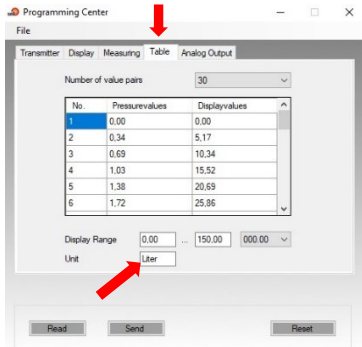 Programming Center
File
Transmitter Display Measuring Table Analog Output
Number of value pairs 30
No. Pressurevalues Displayvalues
1 0,00 0,00
2 0,34 5,17
3 0,69 10,34
4 1,03 15,52
5 1,38 20,69
6 1,72 25,86
Display Range 0,00 ... 150,00 000.00
Unit Liter
Read Send Reset